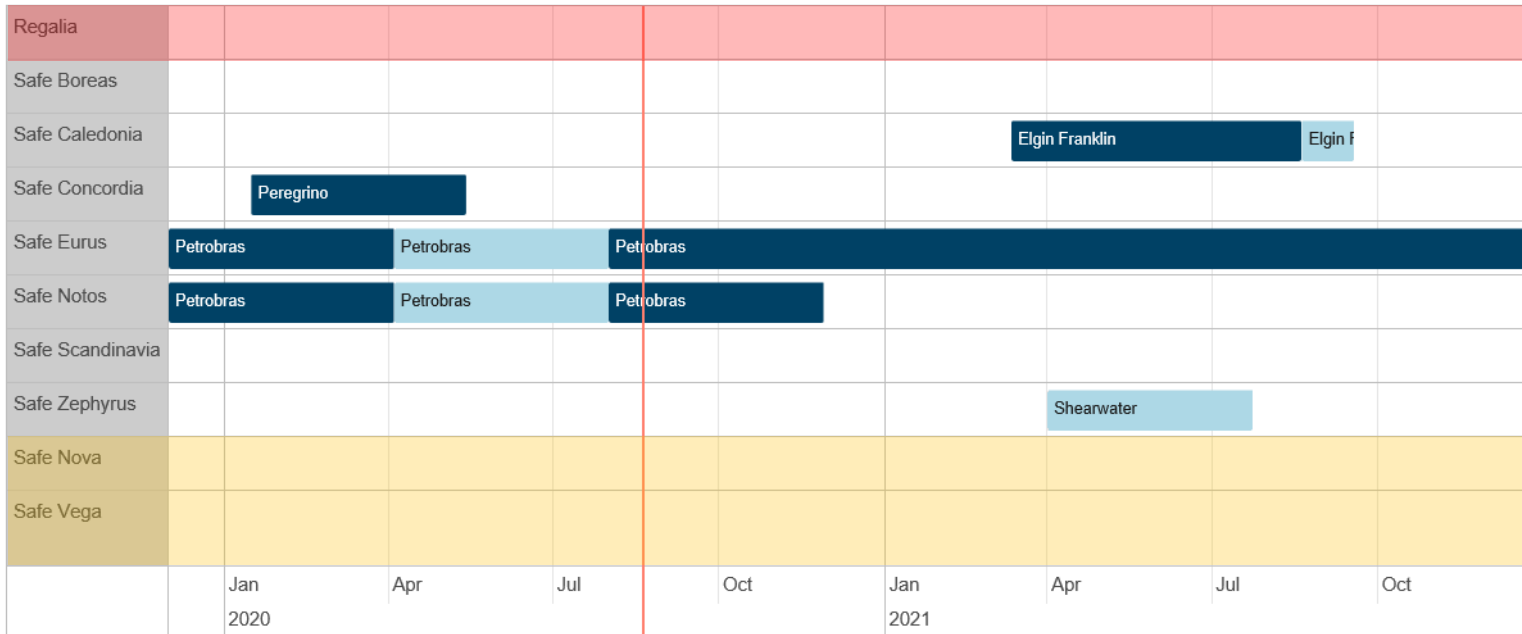 Regalia
Safe Boreas
Safe Caledonia Elgin Franklin Elgin F
Safe Concordia Peregrino
Safe Eurus Petrobras Petrobras Petrobras
Safe Notos Petrobras Petrobras Petrobras
Safe Scandinavia
Safe Zephyrus Shearwater
Safe Nova
Safe Vega
Jan Apr Jul Oct Jan Apr Jul Oct
2020 2021